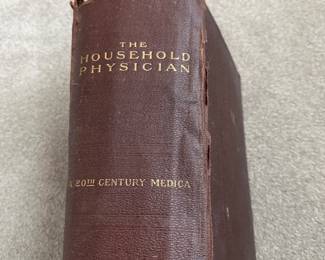 THE
HOUSEHOLD
PHYSICIAN
A 20TH CENTURY MEDICA